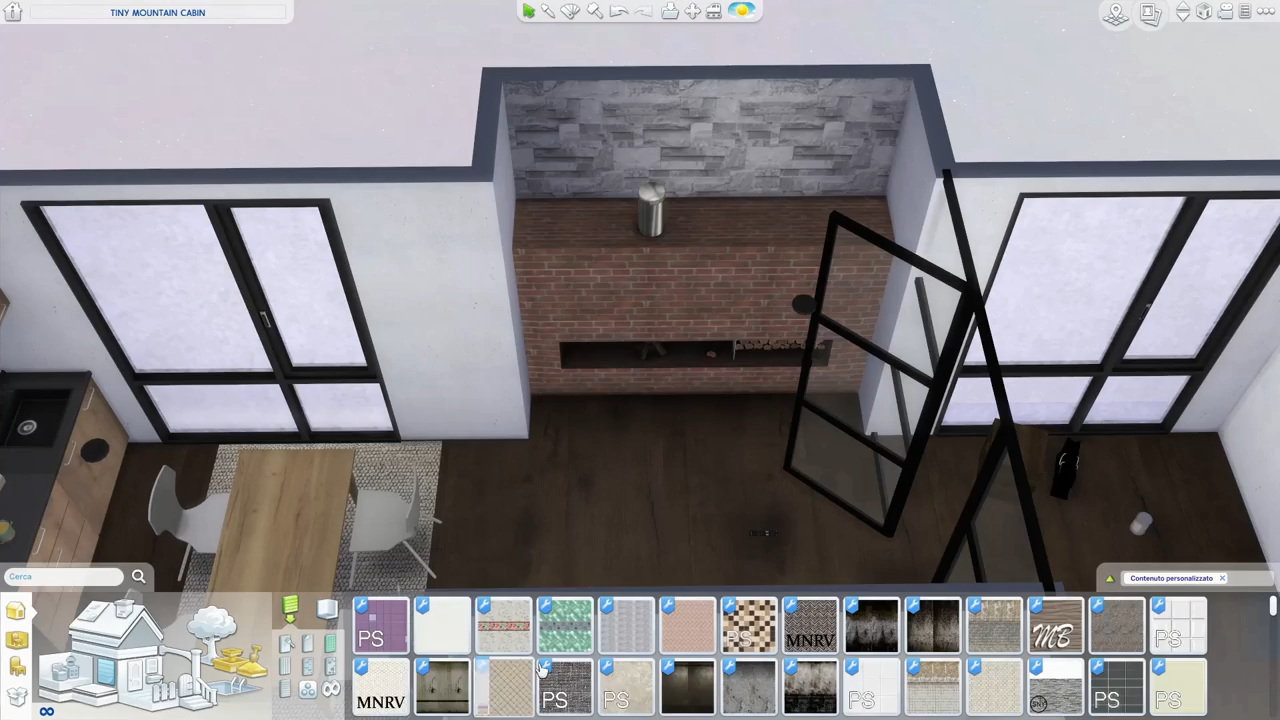 TINY MOUNTAIN CABIN
Cerca
Contenuto personalizzato
PS
PS
MNRV
MB
PS
MNRV
PS
PS
PS
PS
PS